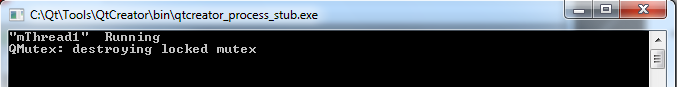 C:\Qt\Tools\QtCreator\bin\qtcreator_process_stub.exe
"mThread1"  Running
QMutex: destroying locked mutex